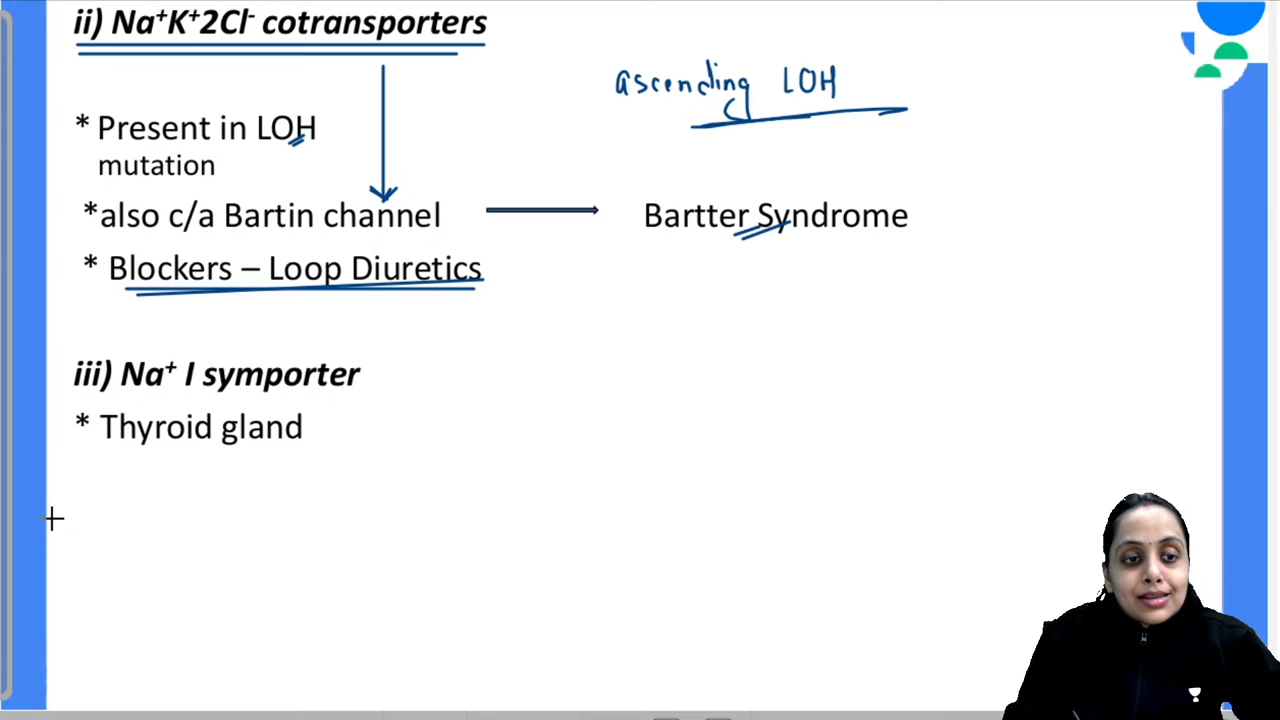 ii) Na⁺K⁺2Cl⁻ cotransporters
ascending LOH
* Present in LOH
mutation
*also c/a Bartin channel
Bartter Syndrome
* Blockers – Loop Diuretics
iii) Na⁺ I symporter
* Thyroid gland